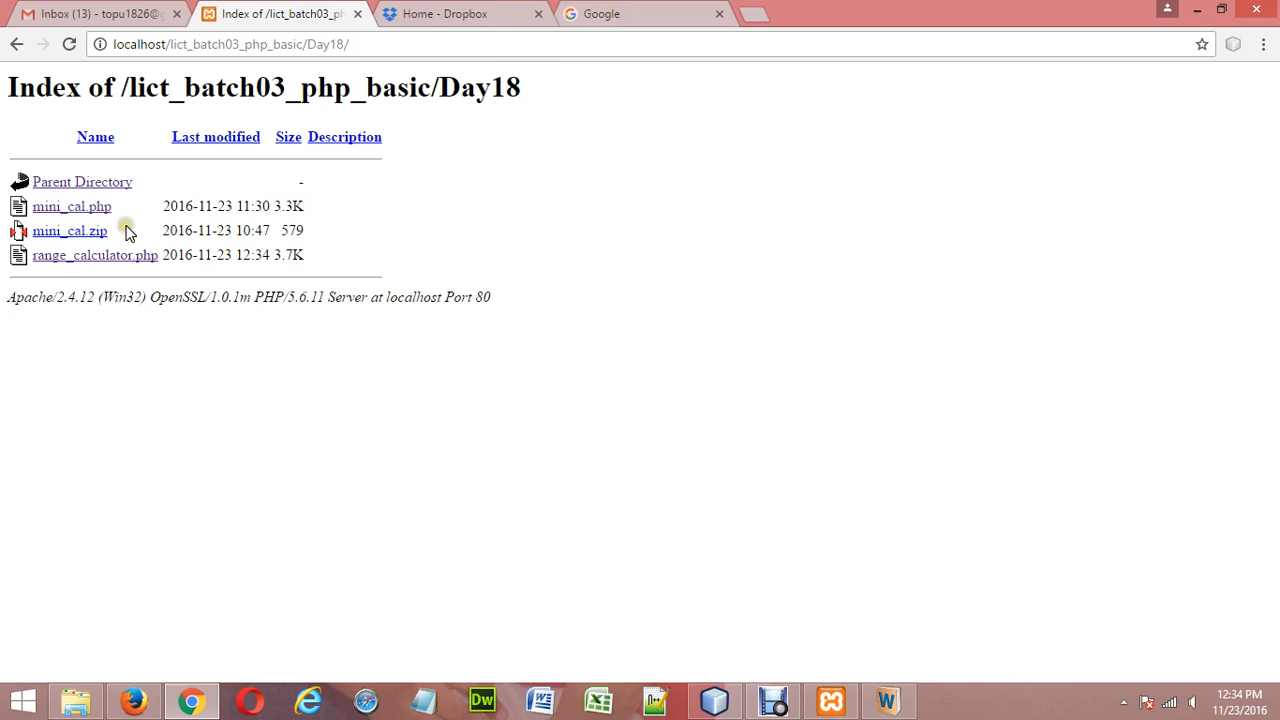 Inbox (13) - topu1826@g
Index of /lict_batch03_ph
Home - Dropbox
Google
localhost/lict_batch03_php_basic/Day18/
Index of /lict_batch03_php_basic/Day18
Name Last modified Size Description
Parent Directory -
mini_cal.php 2016-11-23 11:30 3.3K
mini_cal.zip 2016-11-23 10:47 579
range_calculator.php 2016-11-23 12:34 3.7K
Apache/2.4.12 (Win32) OpenSSL/1.0.1m PHP/5.6.11 Server at localhost Port 80
Dw
12:34 PM
11/23/2016